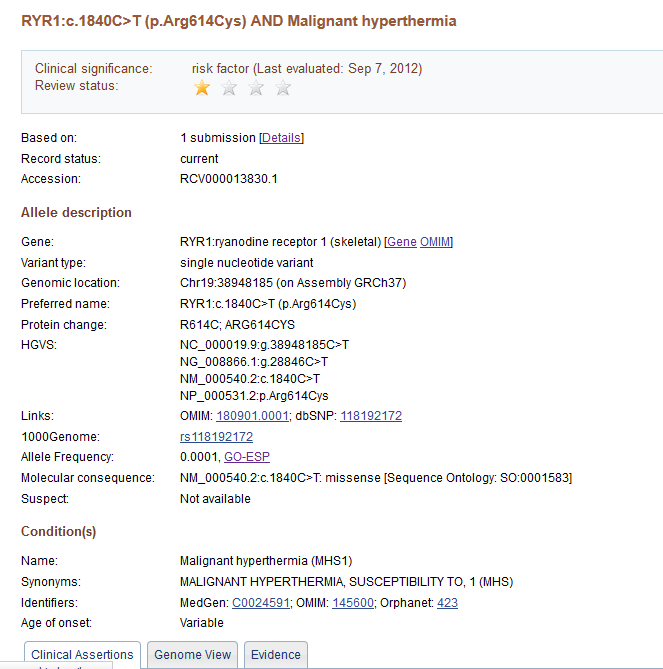 RYR1:c.1840C>T (p.Arg614Cys) AND Malignant hyperthermia
Clinical significance: risk factor (Last evaluated: Sep 7, 2012)
Review status:
Based on: 1 submission [Details]
Record status: current
Accession: RCV000013830.1
Allele description
Gene: RYR1:ryanodine receptor 1 (skeletal) [Gene OMIM]
Variant type: single nucleotide variant
Genomic location: Chr19:38948185 (on Assembly GRCh37)
Preferred name: RYR1:c.1840C>T (p.Arg614Cys)
Protein change: R614C; ARG614CYS
HGVS: NC_000019.9:g.38948185C>T
NG_008866.1:g.28846C>T
NM_000540.2:c.1840C>T
NP_000531.2:p.Arg614Cys
Links: OMIM: 180901.0001; dbSNP: 118192172
1000Genome: rs118192172
Allele Frequency: 0.0001, GO-ESP
Molecular consequence: NM_000540.2:c.1840C>T: missense [Sequence Ontology: SO:0001583]
Suspect: Not available
Condition(s)
Name: Malignant hyperthermia (MHS1)
Synonyms: MALIGNANT HYPERTHERMIA, SUSCEPTIBILITY TO, 1 (MHS)
Identifiers: MedGen: C0024591; OMIM: 145600; Orphanet: 423
Age of onset: Variable
Clinical Assertions Genome View Evidence